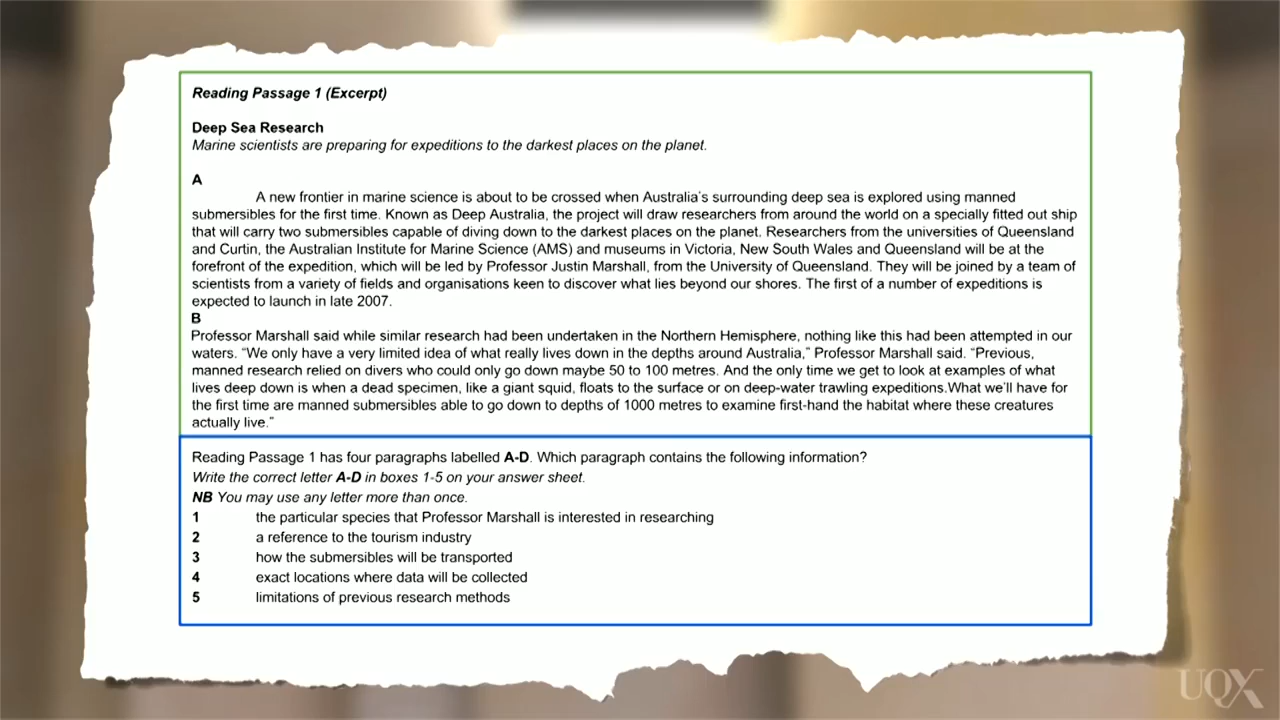 Reading Passage 1 (Excerpt)
Deep Sea Research
Marine scientists are preparing for expeditions to the darkest places on the planet.
A
A new frontier in marine science is about to be crossed when Australia's surrounding deep sea is explored using manned
submersibles for the first time. Known as Deep Australia, the project will draw researchers from around the world on a specially fitted out ship
that will carry two submersibles capable of diving down to the darkest places on the planet. Researchers from the universities of Queensland
and Curtin, the Australian Institute for Marine Science (AMS) and museums in Victoria, New South Wales and Queensland will be at the
forefront of the expedition, which will be led by Professor Justin Marshall, from the University of Queensland. They will be joined by a team of
scientists from a variety of fields and organisations keen to discover what lies beyond our shores. The first of a number of expeditions is
expected to launch in late 2007.
B
Professor Marshall said while similar research had been undertaken in the Northern Hemisphere, nothing like this had been attempted in our
waters. "We only have a very limited idea of what really lives down in the depths around Australia," Professor Marshall said. "Previous,
manned research relied on divers who could only go down maybe 50 to 100 metres. And the only time we get to look at examples of what
lives deep down is when a dead specimen, like a giant squid, floats to the surface or on deep-water trawling expeditions.What we'll have for
the first time are manned submersibles able to go down to depths of 1000 metres to examine first-hand the habitat where these creatures
actually live."
Reading Passage 1 has four paragraphs labelled A-D. Which paragraph contains the following information?
Write the correct letter A-D in boxes 1-5 on your answer sheet.
NB You may use any letter more than once.
1 the particular species that Professor Marshall is interested in researching
2 a reference to the tourism industry
3 how the submersibles will be transported
4 exact locations where data will be collected
5 limitations of previous research methods
UQX